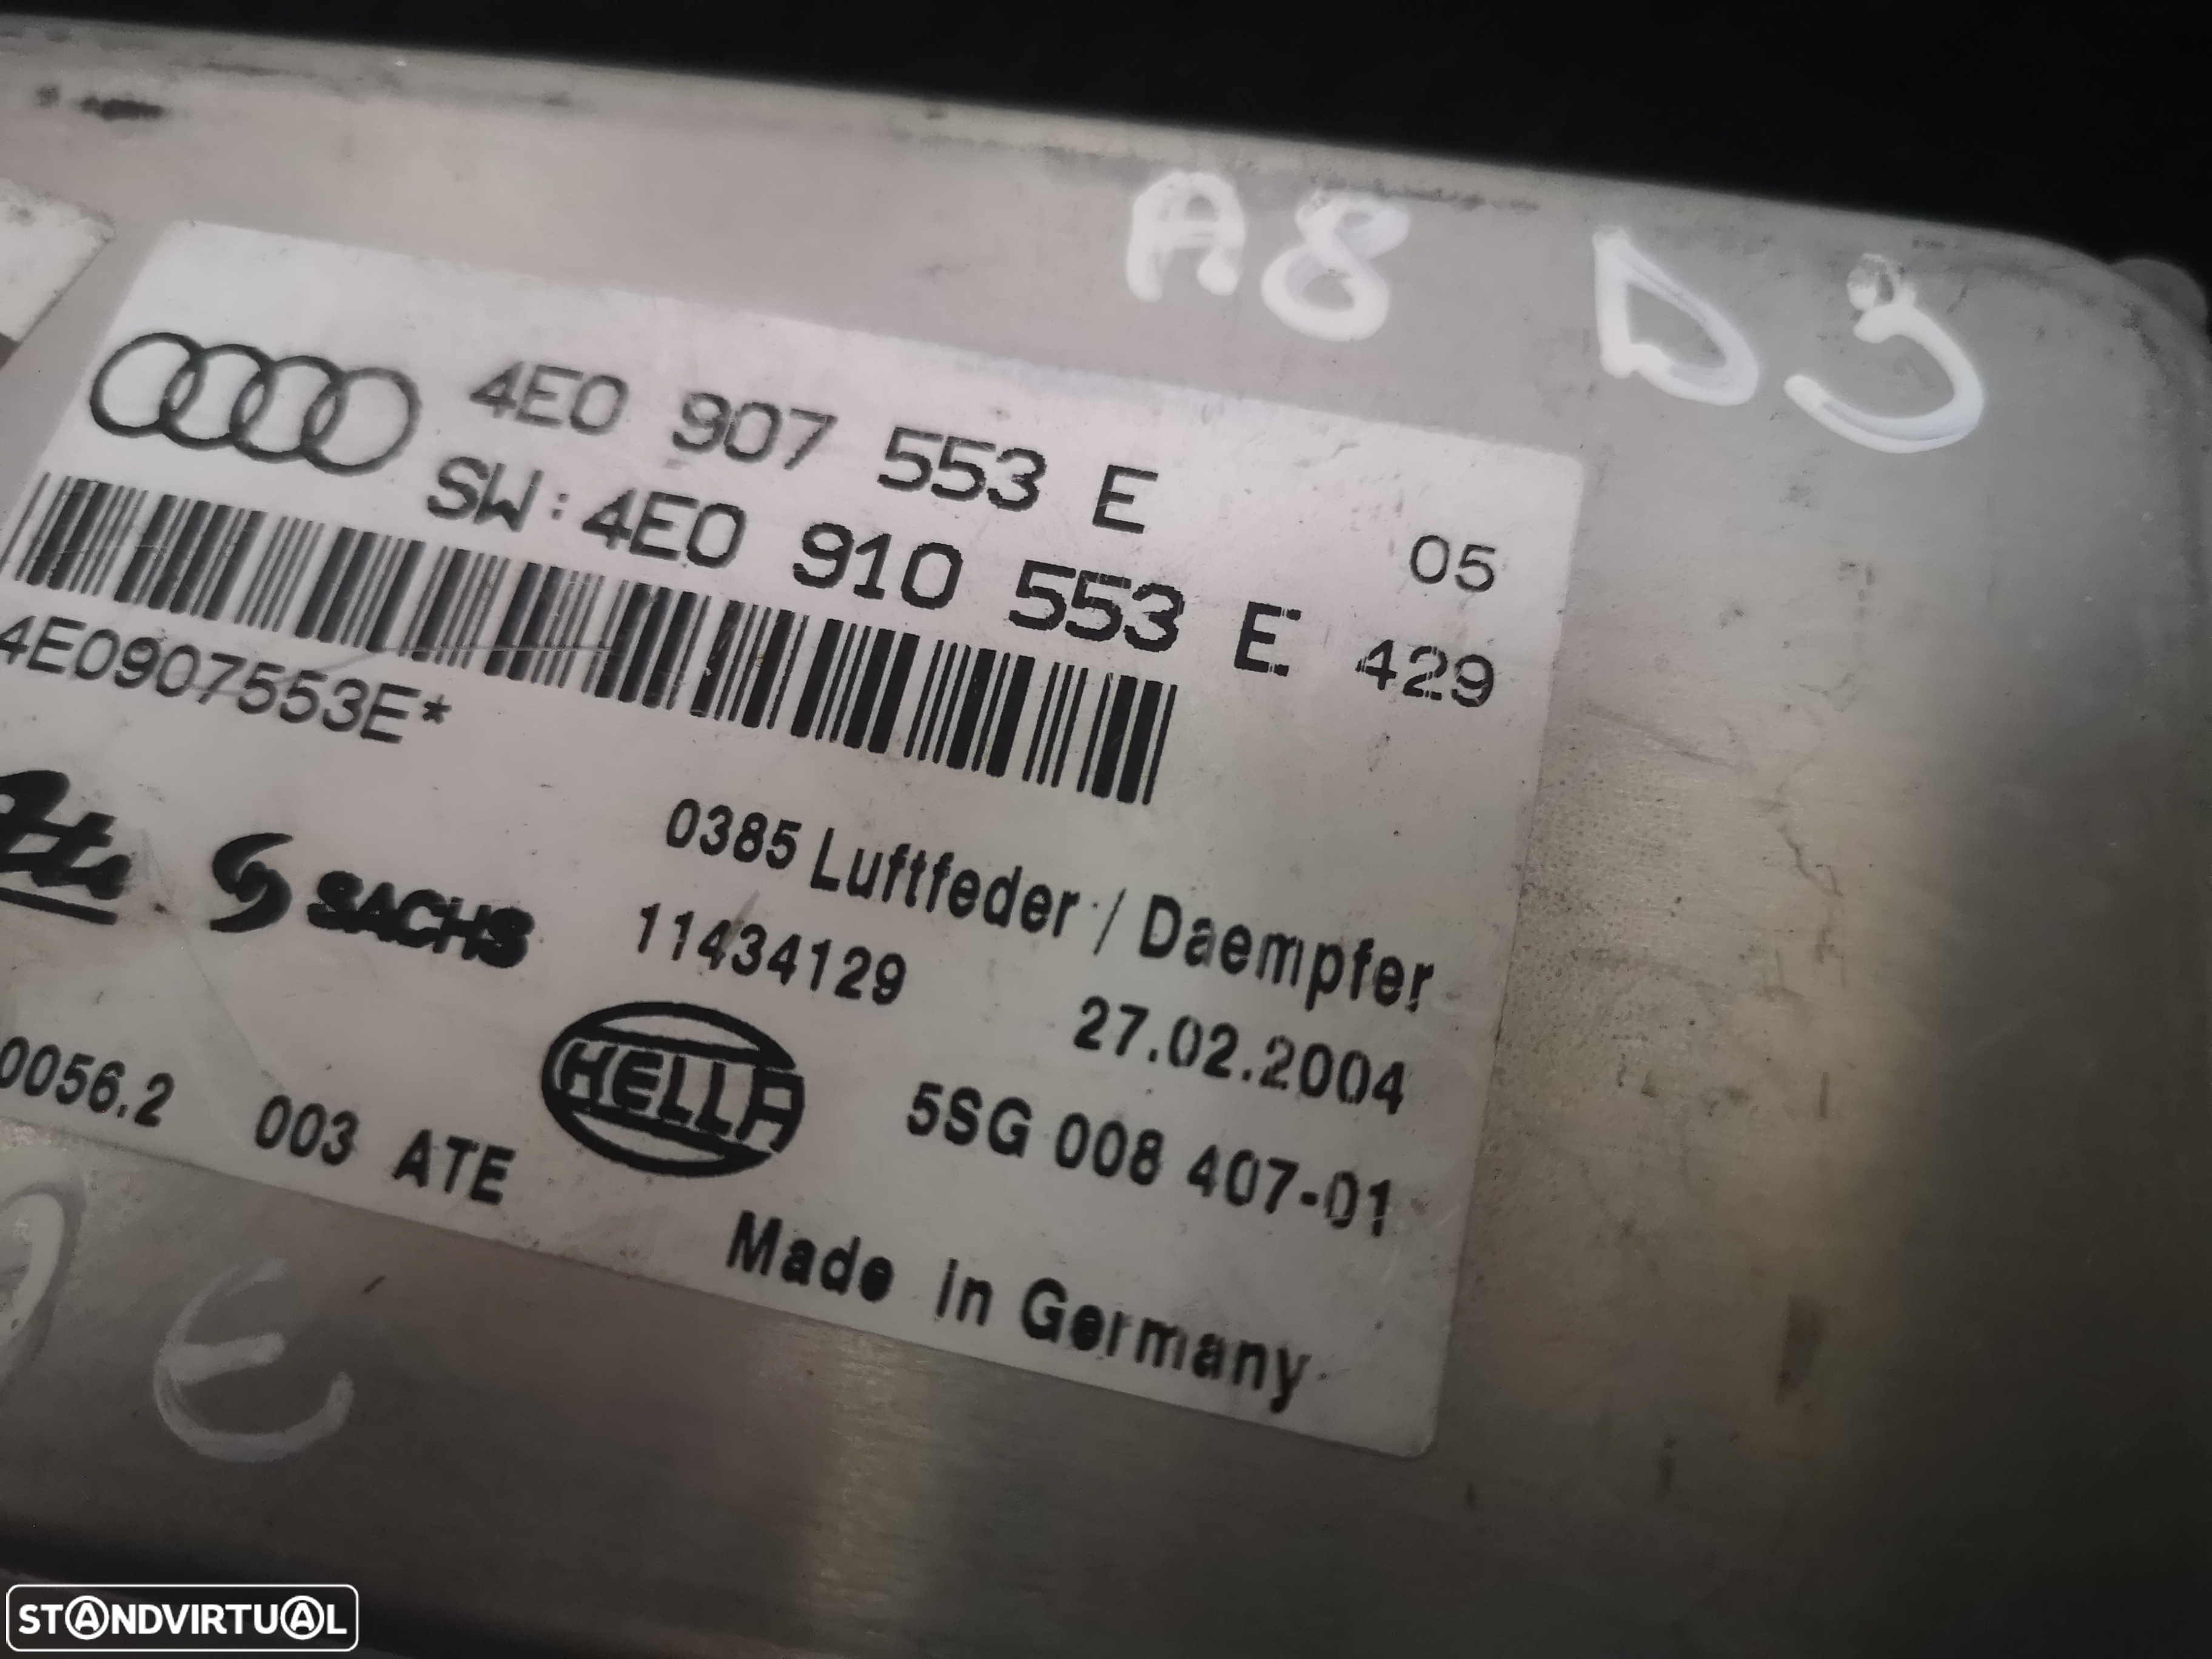 A8 D3
4E0 907 553 E 05
SW:4E0 910 553 E 429
4E0907553E*
0385 Luftfeder / Daempfer
Ate SACHS 11434129 27.02.2004
0056.2 003 ATE HELLA 5SG 008 407-01
Made in Germany
E
STANDVIRTUAL